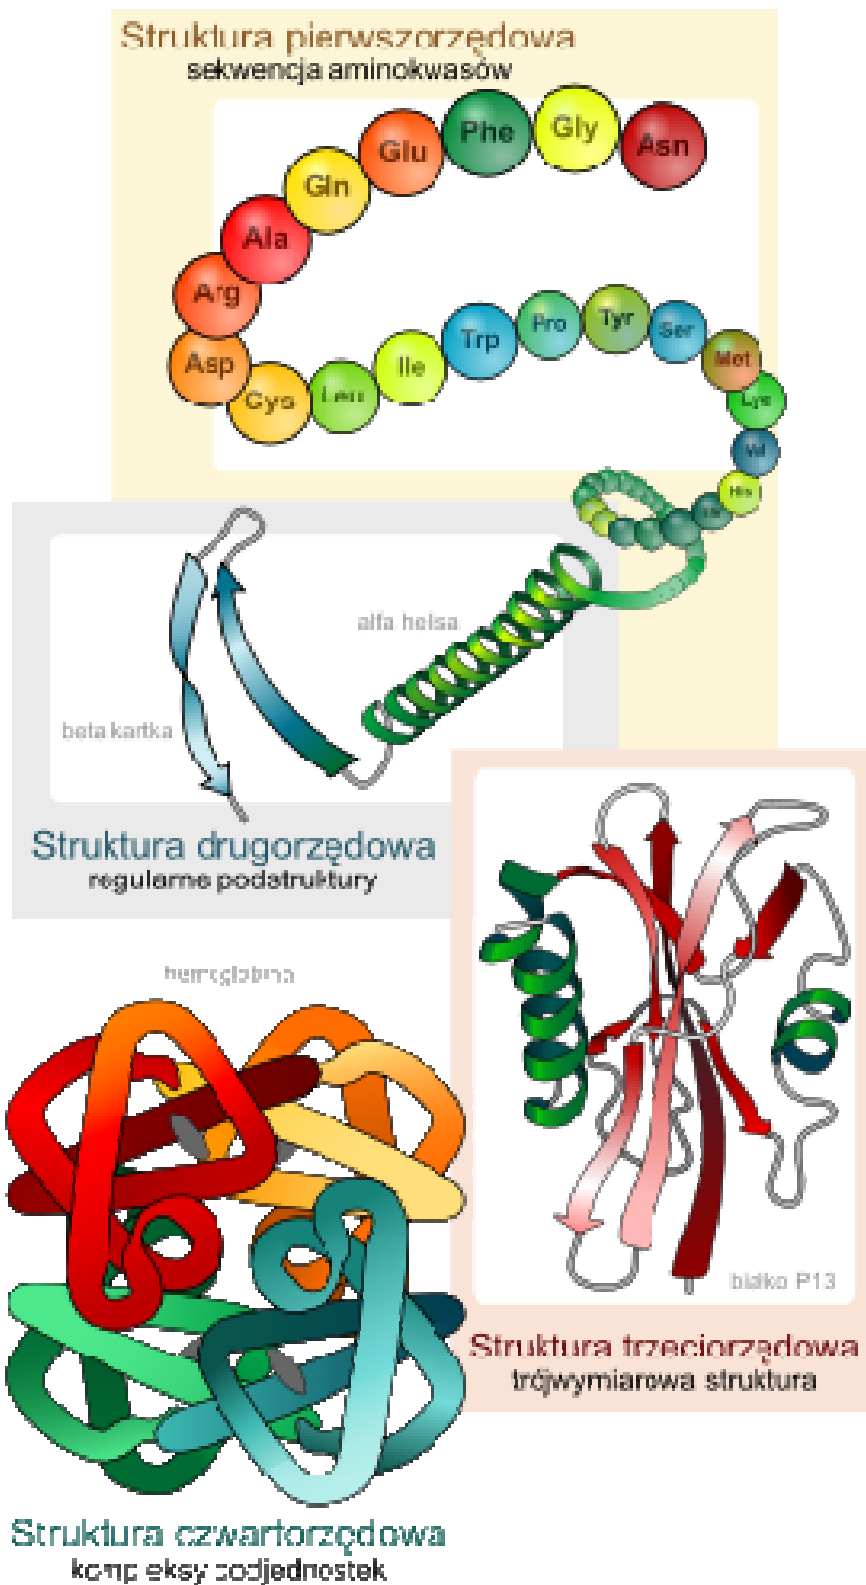 Struktura pierwszorzędowa
sekwencja aminokwasów
Asn
Gly
Phe
Glu
Gln
Ala
Arg
Asp
Cys
Leu
Ile
Trp
Pro
Tyr
Ser
Met
Lys
Val
His
alfa helsa
beta kartka
Struktura drugorzędowa
regularne podstruktury
hemoglobina
białko P13
Struktura trzeciorzędowa
trójwymiarowa struktura
Struktura czwartorzędowa
kompleksy podjednostek